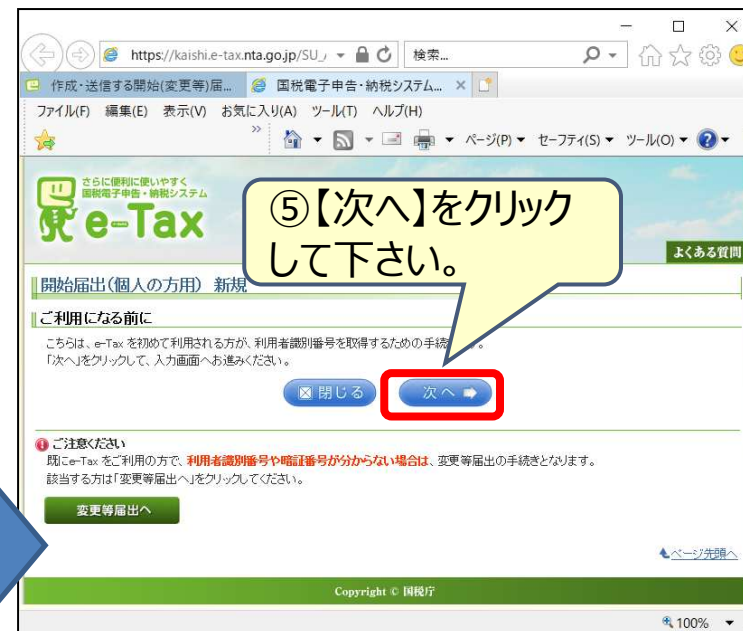 https://kaishi.e-tax.nta.go.jp/SU_/
検索...
作成・送信する開始(変更等)届...
国税電子申告・納税システム...
ファイル(F) 編集(E) 表示(V) お気に入り(A) ツール(T) ヘルプ(H)
ページ(P) セーフティ(S) ツール(O)
さらに便利に使いやすく
国税電子申告・納税システム
e-Tax
⑤【次へ】をクリック
して下さい。
よくある質問
開始届出(個人の方用) 新規
ご利用になる前に
こちらは、e-Taxを初めて利用される方が、利用者識別番号を取得するための手続
「次へ」をクリックして、入力画面へお進みください。
閉じる
次へ
ご注意ください
既にe-Taxをご利用の方で、利用者識別番号や暗証番号が分からない場合は、変更等届出の手続きとなります。
該当する方は「変更等届出へ」をクリックしてください。
変更等届出へ
ページ先頭へ
Copyright © 国税庁
100%